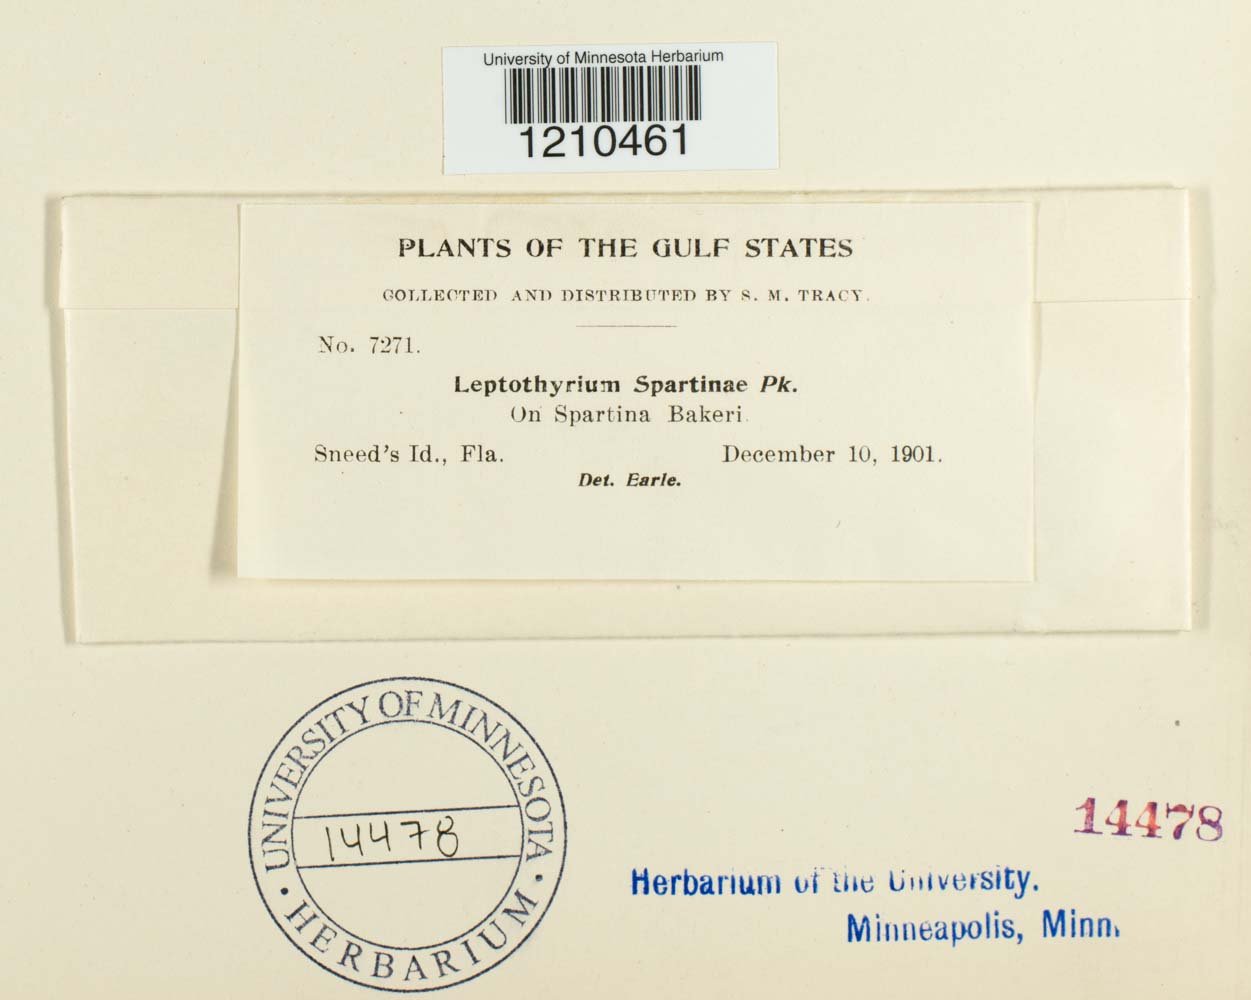 University of Minnesota Herbarium
1210461
PLANTS OF THE GULF STATES
COLLECTED AND DISTRIBUTED BY S. M. TRACY.
No. 7271.
Leptothyrium Spartinae Pk.
On Spartina Bakeri.
Sneed's Id., Fla. December 10, 1901.
Det. Earle.
UNIVERSITY OF MINNESOTA
14478
• HERBARIUM •
14478
Herbarium of the University.
Minneapolis, Minn.